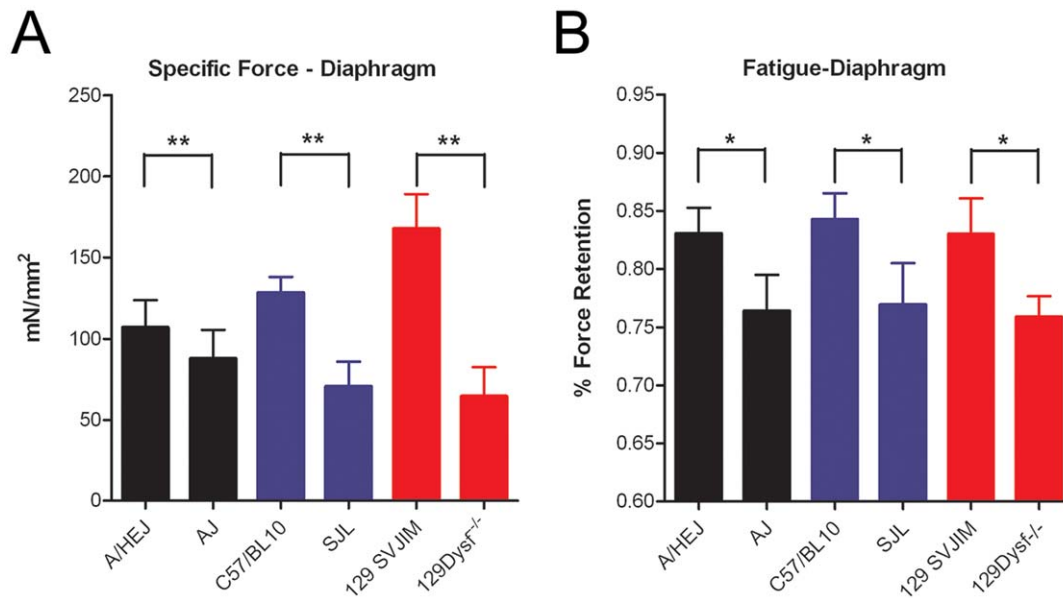 A
Specific Force - Diaphragm
250
200
150
100
50
0
mN/mm²
** ** **
A/HEJ
AJ
C57/BL10
SJL
129 SVJIM
129Dysf⁻/⁻
B
Fatigue-Diaphragm
0.95
0.90
0.85
0.80
0.75
0.70
0.65
0.60
% Force Retention
* * *
A/HEJ
AJ
C57/BL10
SJL
129 SVJIM
129Dysf-/-